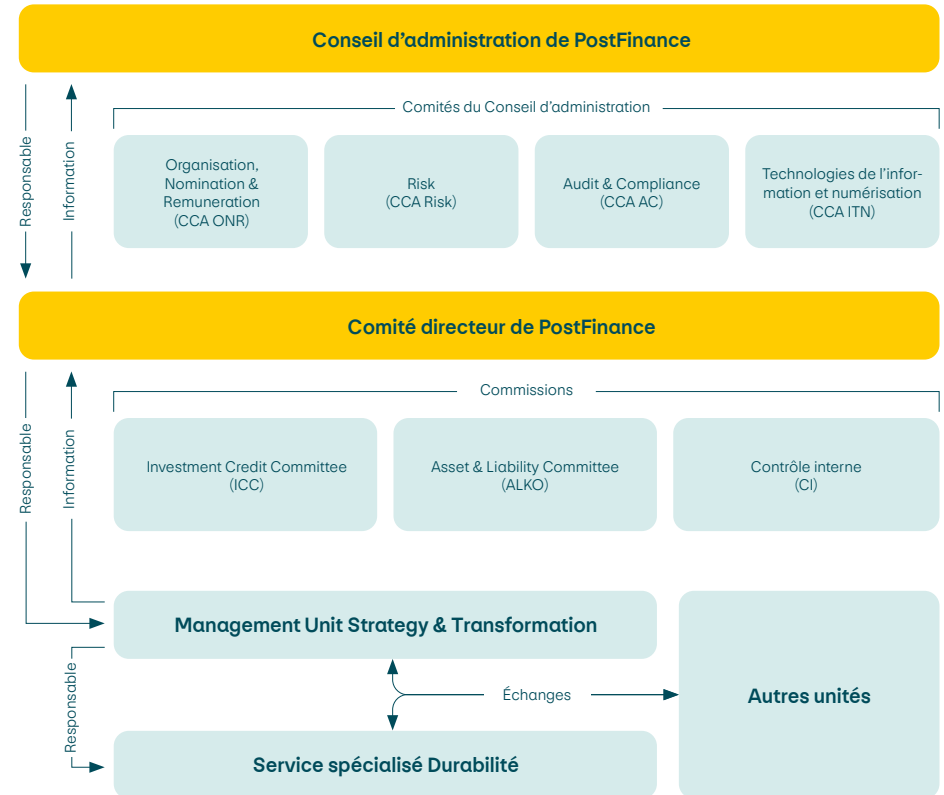 Conseil d’administration de PostFinance
Responsable
Information
Comités du Conseil d’administration
Organisation,
Nomination &
Remuneration
(CCA ONR)
Risk
(CCA Risk)
Audit & Compliance
(CCA AC)
Technologies de l’infor-
mation et numérisation
(CCA ITN)
Comité directeur de PostFinance
Responsable
Information
Commissions
Investment Credit Committee
(ICC)
Asset & Liability Committee
(ALKO)
Contrôle interne
(CI)
Management Unit Strategy & Transformation
Responsable
Échanges
Autres unités
Service spécialisé Durabilité